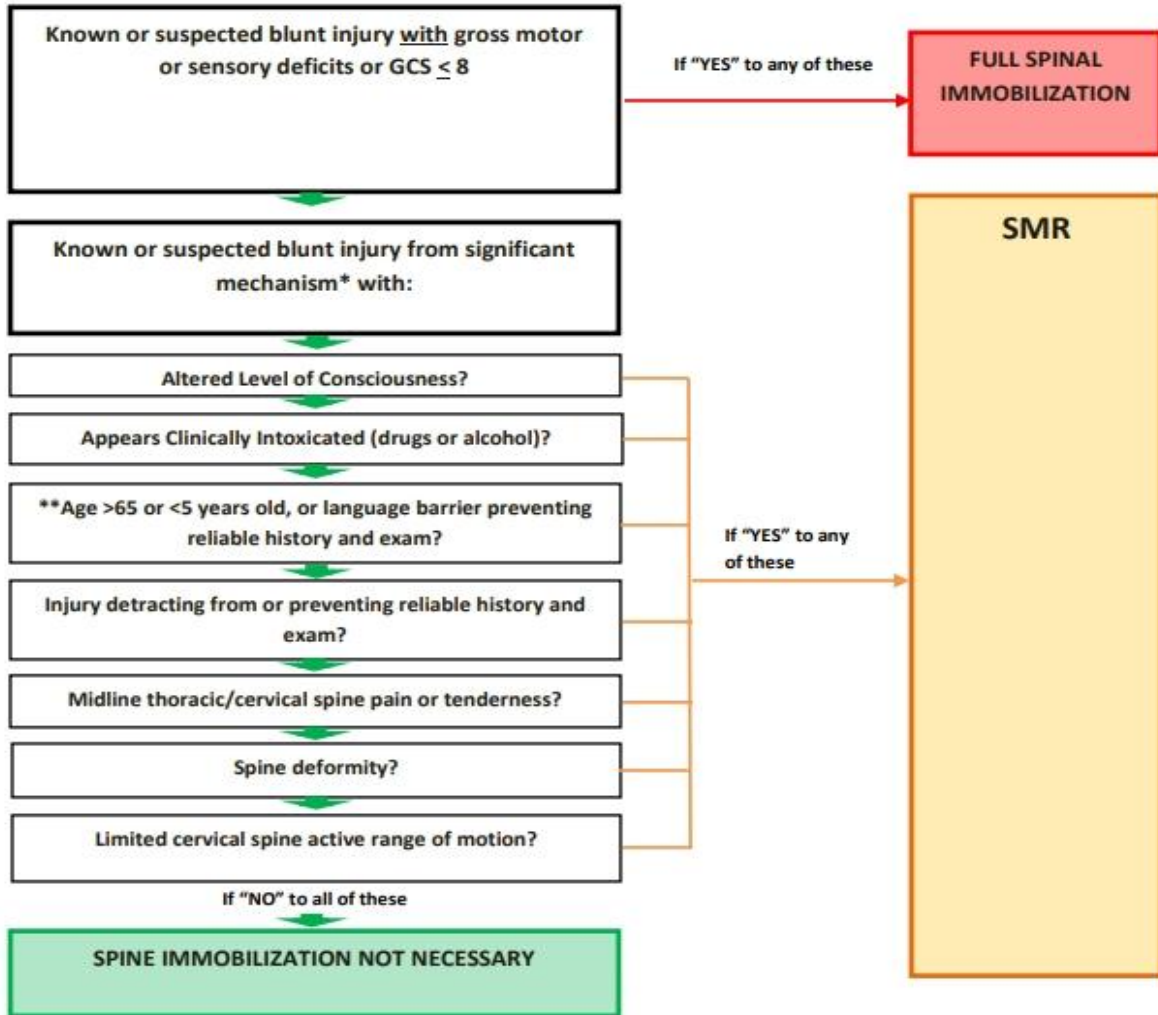 Known or suspected blunt injury with gross motor
or sensory deficits or GCS < 8
If "YES" to any of these
FULL SPINAL
IMMOBILIZATION
Known or suspected blunt injury from significant
mechanism* with:
SMR
Altered Level of Consciousness?
Appears Clinically Intoxicated (drugs or alcohol)?
**Age >65 or <5 years old, or language barrier preventing
reliable history and exam?
If "YES" to any
of these
Injury detracting from or preventing reliable history and
exam?
Midline thoracic/cervical spine pain or tenderness?
Spine deformity?
Limited cervical spine active range of motion?
If "NO" to all of these
SPINE IMMOBILIZATION NOT NECESSARY